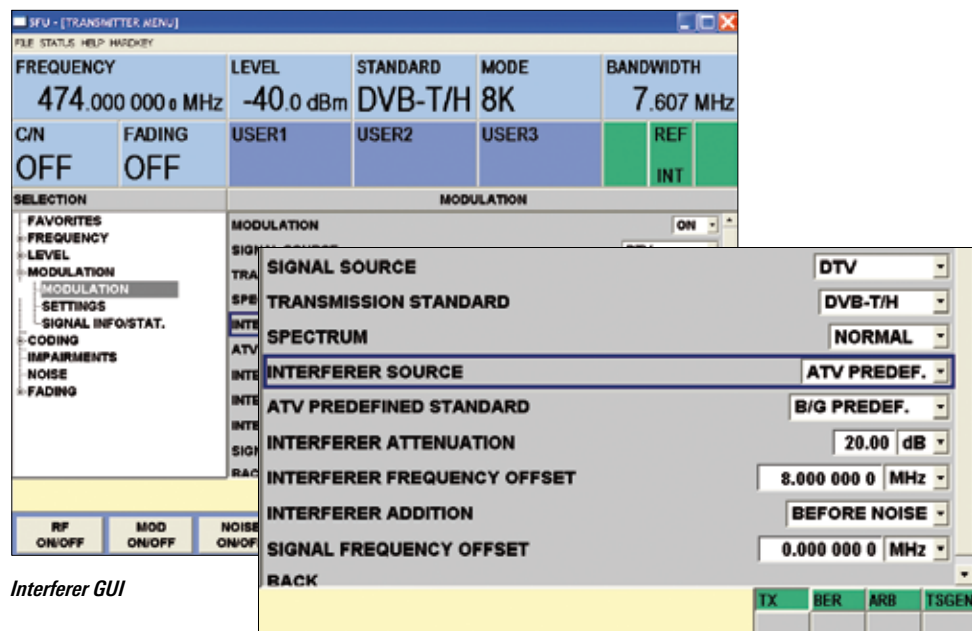 SFU - [TRANSMITTER MENU]
FILE STATUS HELP HARDKEY
FREQUENCY LEVEL STANDARD MODE BANDWIDTH
474.000 000 0 MHz -40.0 dBm DVB-T/H 8K 7.607 MHz
C/N FADING USER1 USER2 USER3 REF
OFF OFF INT
SELECTION MODULATION
FAVORITES
FREQUENCY
LEVEL
MODULATION
MODULATION
SETTINGS
SIGNAL INFO/STAT.
CODING
IMPAIRMENTS
NOISE
FADING
MODULATION ON
SIGNAL SOURCE DTV
TRANSMISSION STANDARD DVB-T/H
SPECTRUM NORMAL
INTERFERER SOURCE ATV PREDEF.
ATV PREDEFINED STANDARD B/G PREDEF.
INTERFERER ATTENUATION 20.00 dB
INTERFERER FREQUENCY OFFSET 8.000 000 0 MHz
INTERFERER ADDITION BEFORE NOISE
SIGNAL FREQUENCY OFFSET 0.000 000 0 MHz
BACK
TX BER ARB TSGEN
RF ON/OFF
MOD ON/OFF
NOISE
Interferer GUI